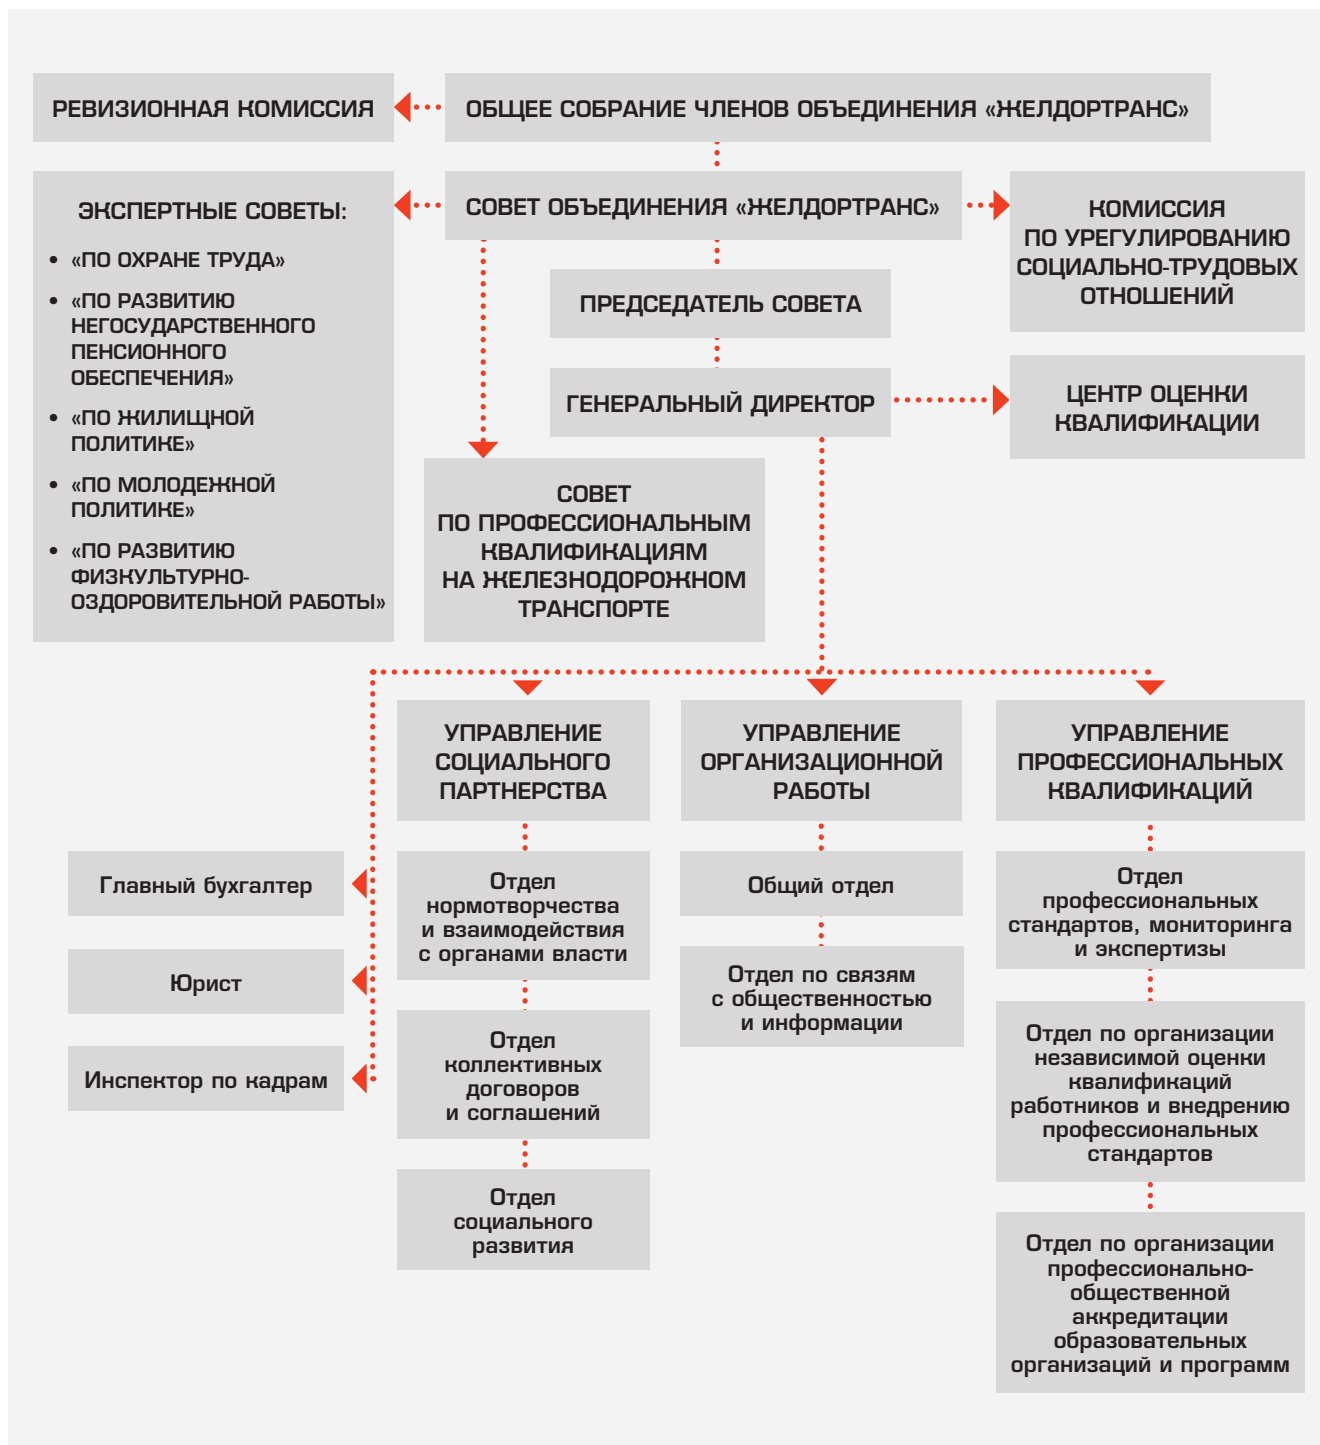 РЕВИЗИОННАЯ КОМИССИЯ
ОБЩЕЕ СОБРАНИЕ ЧЛЕНОВ ОБЪЕДИНЕНИЯ «ЖЕЛДОРТРАНС»
ЭКСПЕРТНЫЕ СОВЕТЫ:
• «ПО ОХРАНЕ ТРУДА»
• «ПО РАЗВИТИЮ
НЕГОСУДАРСТВЕННОГО
ПЕНСИОННОГО
ОБЕСПЕЧЕНИЯ»
• «ПО ЖИЛИЩНОЙ
ПОЛИТИКЕ»
• «ПО МОЛОДЕЖНОЙ
ПОЛИТИКЕ»
• «ПО РАЗВИТИЮ
ФИЗКУЛЬТУРНО-
ОЗДОРОВИТЕЛЬНОЙ РАБОТЫ»
СОВЕТ ОБЪЕДИНЕНИЯ «ЖЕЛДОРТРАНС»
КОМИССИЯ
ПО УРЕГУЛИРОВАНИЮ
СОЦИАЛЬНО-ТРУДОВЫХ
ОТНОШЕНИЙ
ПРЕДСЕДАТЕЛЬ СОВЕТА
ГЕНЕРАЛЬНЫЙ ДИРЕКТОР
ЦЕНТР ОЦЕНКИ
КВАЛИФИКАЦИИ
СОВЕТ
ПО ПРОФЕССИОНАЛЬНЫМ
КВАЛИФИКАЦИЯМ
НА ЖЕЛЕЗНОДОРОЖНОМ
ТРАНСПОРТЕ
УПРАВЛЕНИЕ
СОЦИАЛЬНОГО
ПАРТНЕРСТВА
УПРАВЛЕНИЕ
ОРГАНИЗАЦИОННОЙ
РАБОТЫ
УПРАВЛЕНИЕ
ПРОФЕССИОНАЛЬНЫХ
КВАЛИФИКАЦИЙ
Главный бухгалтер
Юрист
Инспектор по кадрам
Отдел
нормотворчества
и взаимодействия
с органами власти
Отдел
коллективных
договоров
и соглашений
Отдел
социального
развития
Общий отдел
Отдел по связям
с общественностью
и информации
Отдел
профессиональных
стандартов, мониторинга
и экспертизы
Отдел по организации
независимой оценки
квалификаций
работников и внедрению
профессиональных
стандартов
Отдел по организации
профессионально-
общественной
аккредитации
образовательных
организаций и программ